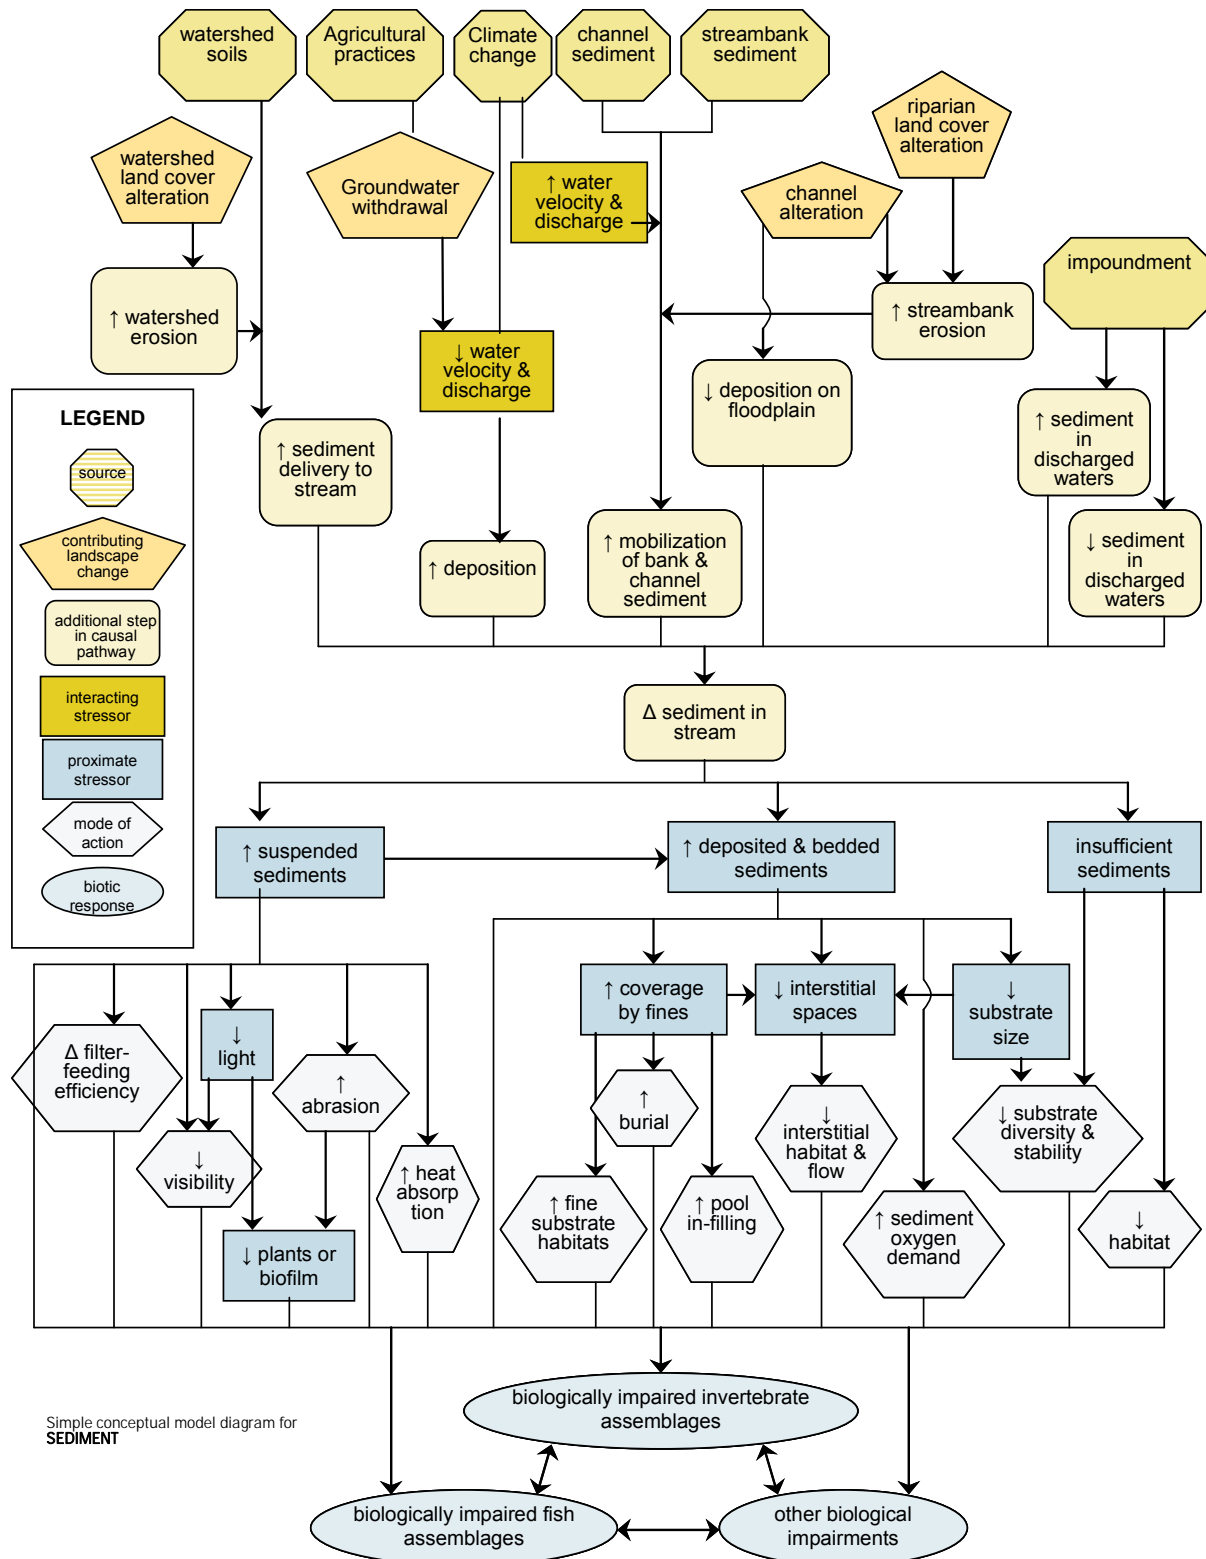 watershed
soils
Agricultural
practices
Climate
change
channel
sediment
streambank
sediment
riparian
land cover
alteration
watershed
land cover
alteration
Groundwater
withdrawal
↑ water
velocity &
discharge
channel
alteration
impoundment
↑ watershed
erosion
↑ streambank
erosion
↓ water
velocity &
discharge
↓ deposition on
floodplain
↑ sediment
in
discharged
waters
↑ sediment
delivery to
stream
↑ deposition
↑ mobilization
of bank &
channel
sediment
↓ sediment
in
discharged
waters
LEGEND
source
contributing
landscape
change
additional step
in causal
pathway
interacting
stressor
proximate
stressor
mode of
action
biotic
response
Δ sediment in
stream
↑ suspended
sediments
↑ deposited & bedded
sediments
insufficient
sediments
↑ coverage
by fines
↓ interstitial
spaces
↓
substrate
size
Δ filter-
feeding
efficiency
↓
light
↑
abrasion
↓
visibility
↑ heat
absorp
tion
↓ plants or
biofilm
↑
burial
↑ fine
substrate
habitats
↑ pool
in-filling
↓
interstitial
habitat &
flow
↑ sediment
oxygen
demand
↓ substrate
diversity &
stability
↓
habitat
biologically impaired invertebrate
assemblages
Simple conceptual model diagram for
SEDIMENT
biologically impaired fish
assemblages
other biological
impairments